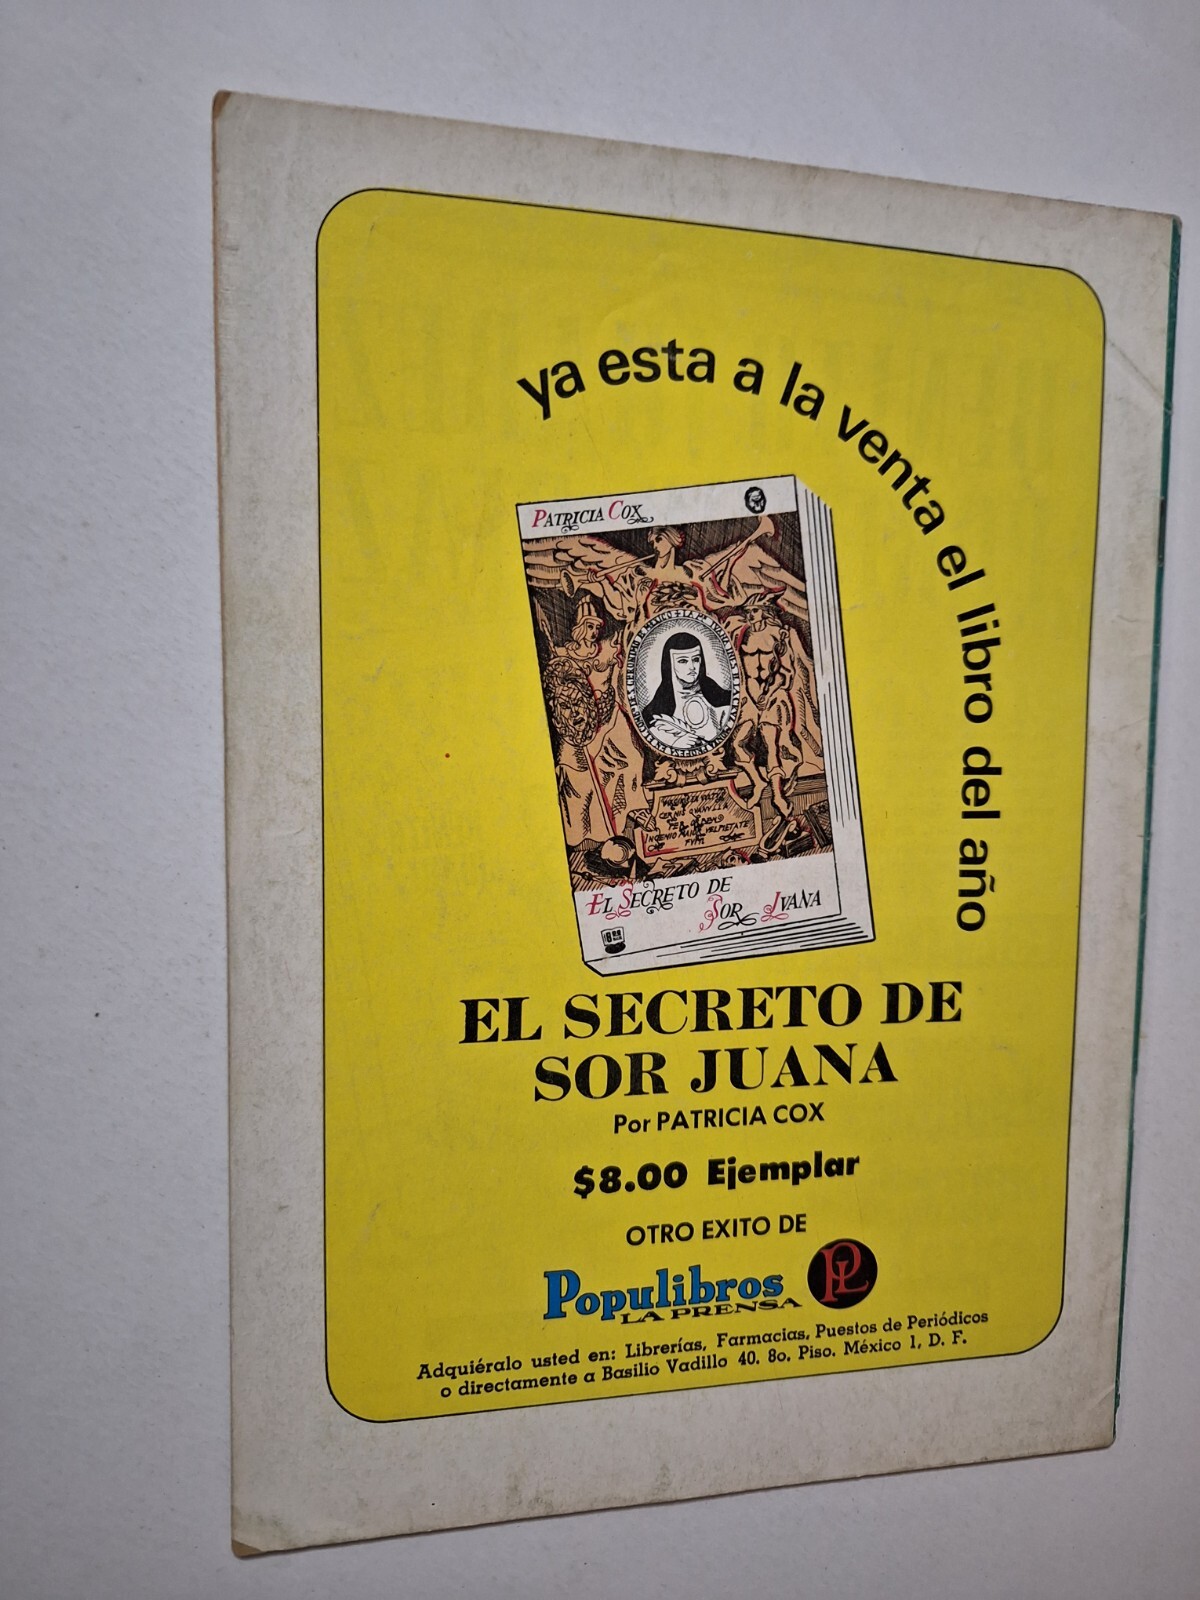 ya esta a la venta el libro del año
PATRICIA COX
EL SECRETO DE
SOR JVANA
EL SECRETO DE
SOR JUANA
Por PATRICIA COX
$8.00 Ejemplar
OTRO EXITO DE
Populibros
LA PRENSA
PL
Adquiéralo usted en: Librerías, Farmacias, Puestos de Periódicos
o directamente a Basilio Vadillo 40. 8o. Piso. México 1, D. F.